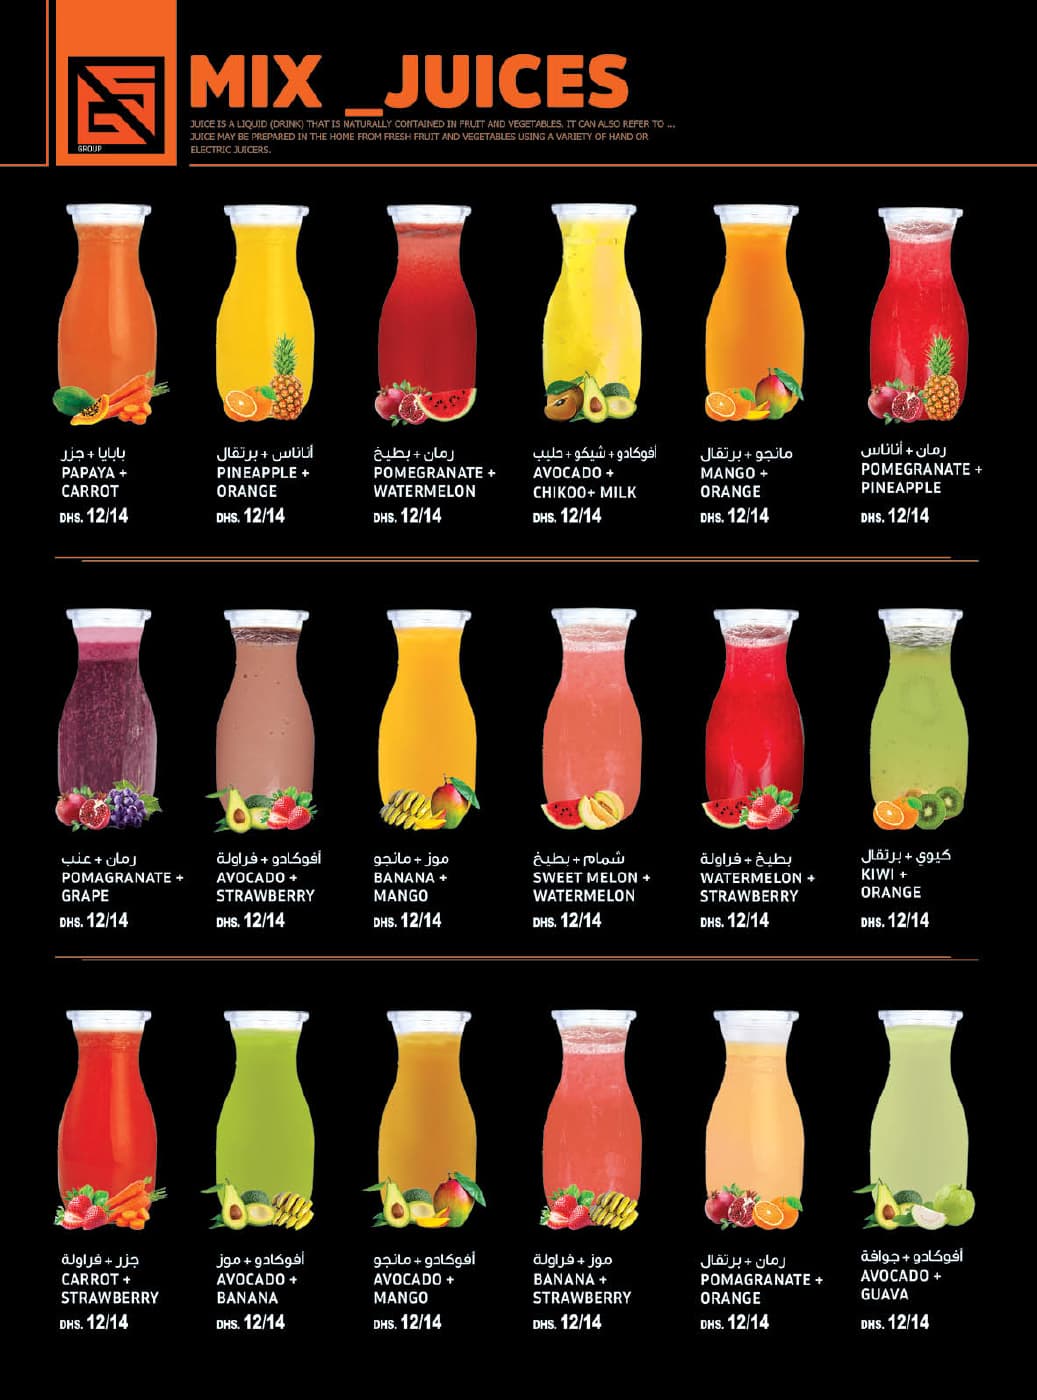 GROUP
MIX _JUICES
JUICE IS A LIQUID (DRINK) THAT IS NATURALLY CONTAINED IN FRUIT AND VEGETABLES. IT CAN ALSO REFER TO ...
JUICE MAY BE PREPARED IN THE HOME FROM FRESH FRUIT AND VEGETABLES USING A VARIETY OF HAND OR
ELECTRIC JUICERS.
بابايا + جزر
PAPAYA +
CARROT
DHS. 12/14
أناناس + برتقال
PINEAPPLE +
ORANGE
DHS. 12/14
رمان + بطيخ
POMEGRANATE +
WATERMELON
DHS. 12/14
أفوكادو + شيكو + حليب
AVOCADO +
CHIKOO+ MILK
DHS. 12/14
مانجو + برتقال
MANGO +
ORANGE
DHS. 12/14
رمان + أناناس
POMEGRANATE +
PINEAPPLE
DHS. 12/14
رمان + عنب
POMAGRANATE +
GRAPE
DHS. 12/14
أفوكادو + فراولة
AVOCADO +
STRAWBERRY
DHS. 12/14
موز + مانجو
BANANA +
MANGO
DHS. 12/14
شمام + بطيخ
SWEET MELON +
WATERMELON
DHS. 12/14
بطيخ + فراولة
WATERMELON +
STRAWBERRY
DHS. 12/14
كيوي + برتقال
KIWI +
ORANGE
DHS. 12/14
جزر + فراولة
CARROT +
STRAWBERRY
DHS. 12/14
أفوكادو + موز
AVOCADO +
BANANA
DHS. 12/14
أفوكادو + مانجو
AVOCADO +
MANGO
DHS. 12/14
موز + فراولة
BANANA +
STRAWBERRY
DHS. 12/14
رمان + برتقال
POMAGRANATE +
ORANGE
DHS. 12/14
أفوكادو + جوافة
AVOCADO +
GUAVA
DHS. 12/14